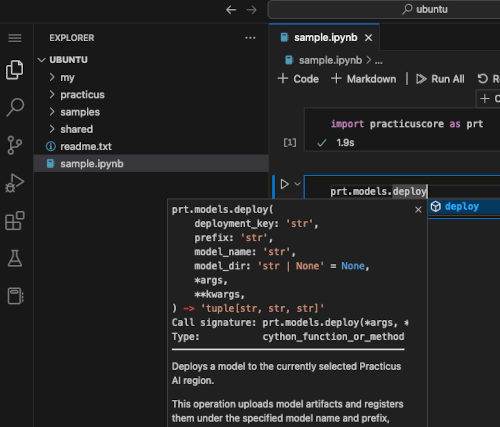 ubuntu
EXPLORER
sample.ipynb
UBUNTU
sample.ipynb > ...
my
+ Code + Markdown | Run All
practicus
samples
import practicuscore as prt
shared
[1] 1.9s
readme.txt
sample.ipynb
prt.models.deploy
deploy
prt.models.deploy(
deployment_key: 'str',
prefix: 'str',
model_name: 'str',
model_dir: 'str | None' = None,
*args,
**kwargs,
) -> 'tuple[str, str, str]'
Call signature: prt.models.deploy(*args, *
Type: cython_function_or_method
Deploys a model to the currently selected Practicus
AI region.
This operation uploads model artifacts and registers
them under the specified model name and prefix,